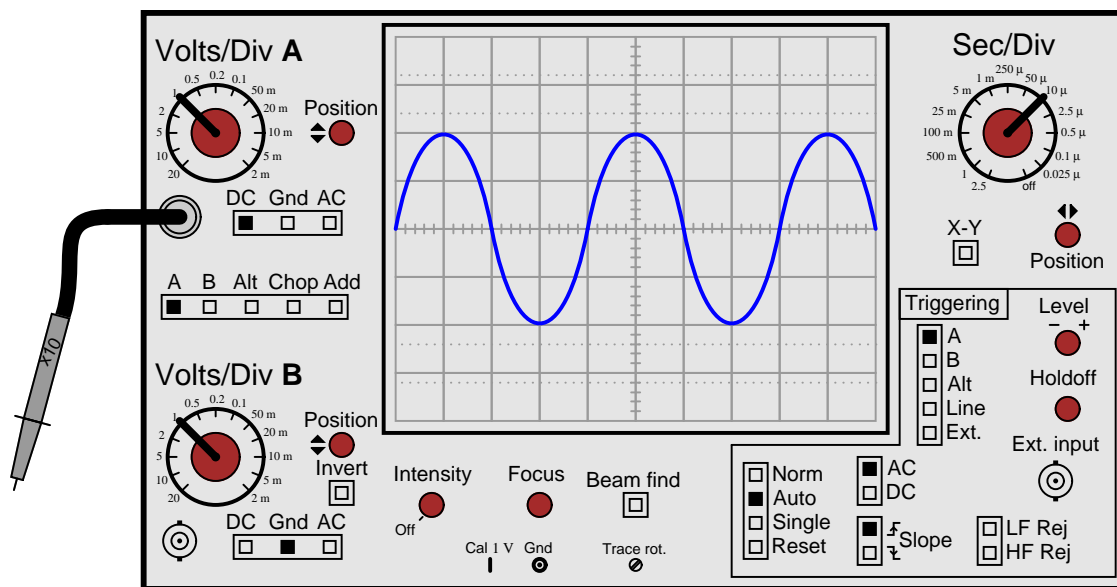 Volts/Div A
20 10 5 2 1 0.5 0.2 0.1 50 m 20 m 10 m 5 m 2 m
Position
DC Gnd AC
A B Alt Chop Add
X10
Volts/Div B
20 10 5 2 1 0.5 0.2 0.1 50 m 20 m 10 m 5 m 2 m
Position
Invert
DC Gnd AC
Intensity
Off
Focus
Beam find
Cal 1 V Gnd
Trace rot.
Sec/Div
1 500 m 100 m 25 m 5 m 1 m 250 μ 50 μ 10 μ 2.5 μ 0.5 μ 0.1 μ 0.025 μ off 2.5
X-Y
Position
Triggering
A
B
Alt
Line
Ext.
Level
− +
Holdoff
Ext. input
Norm
Auto
Single
Reset
AC
DC
Slope
LF Rej
HF Rej